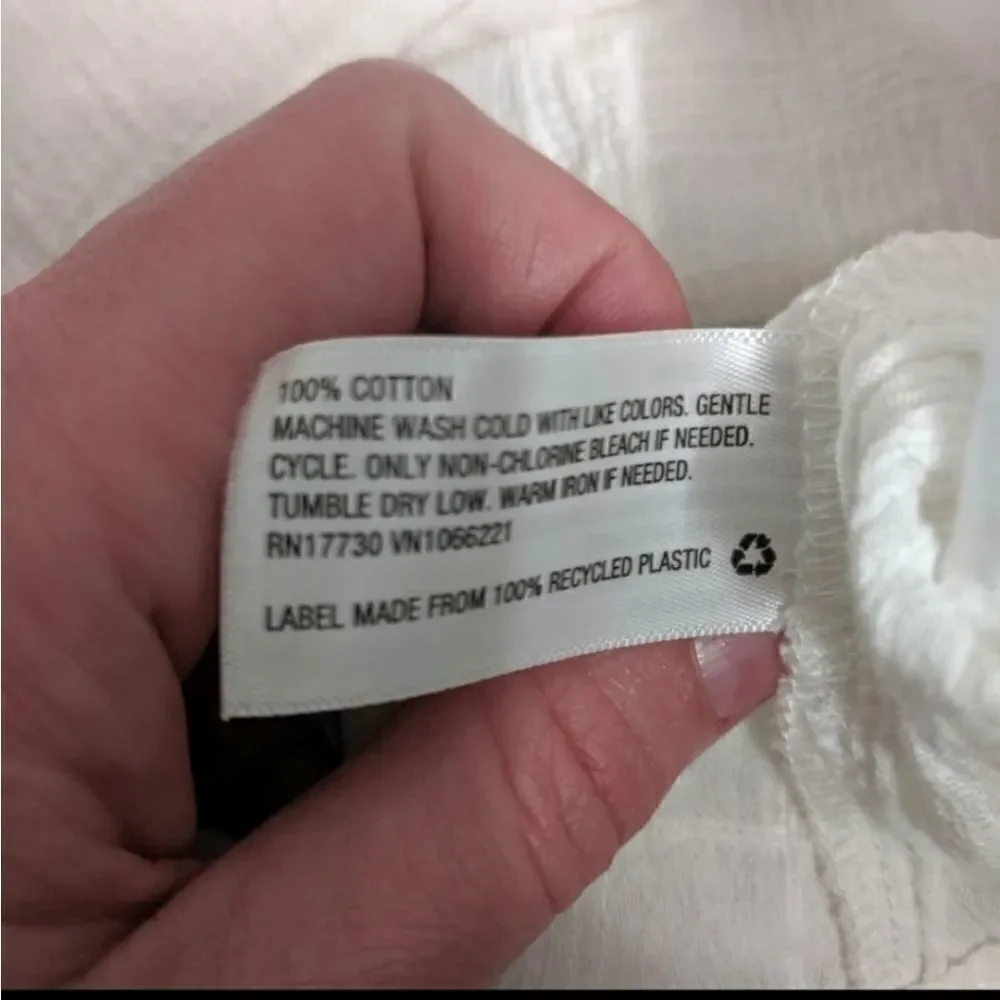 100% COTTON
MACHINE WASH COLD WITH LIKE COLORS. GENTLE
CYCLE. ONLY NON-CHLORINE BLEACH IF NEEDED.
TUMBLE DRY LOW. WARM IRON IF NEEDED.
RN17730 VN1066221
LABEL MADE FROM 100% RECYCLED PLASTIC